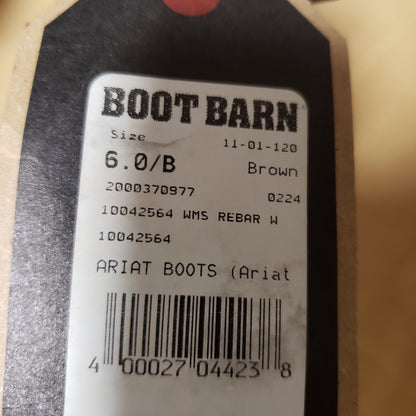 BOOT BARN
Size 11-01-120
6.0/B Brown
2000370977 0224
10042564 WMS REBAR W
10042564
ARIAT BOOTS (Ariat
4 00027 04423 8